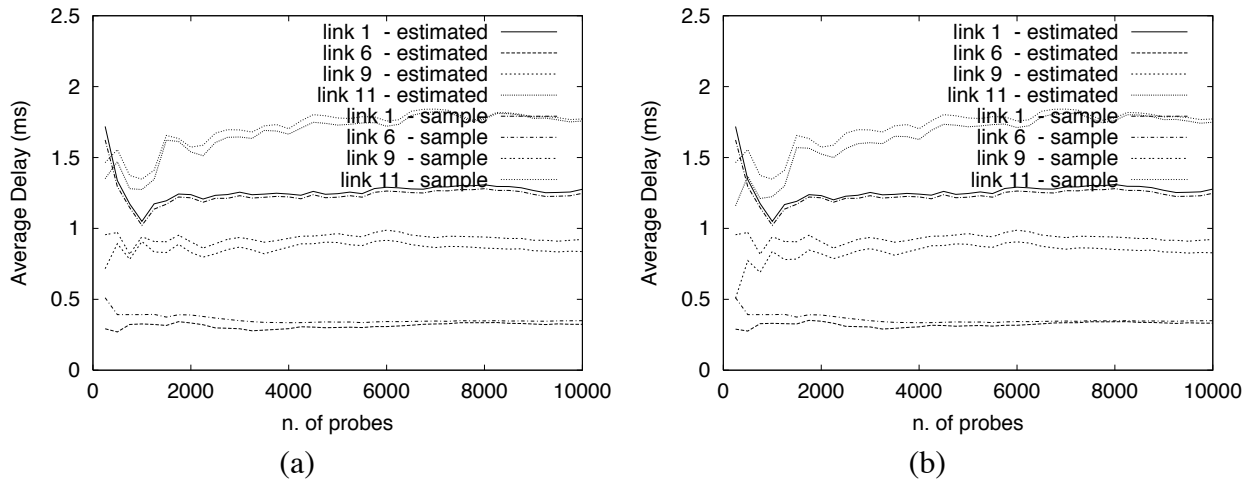 2.5
2
1.5
1
0.5
0
0
2000
4000
6000
8000
10000
Average Delay (ms)
n. of probes
link 1 - estimated
link 6 - estimated
link 9 - estimated
link 11 - estimated
link 1 - sample
link 6 - sample
link 9 - sample
link 11 - sample
(a)
2.5
2
1.5
1
0.5
0
0
2000
4000
6000
8000
10000
Average Delay (ms)
n. of probes
link 1 - estimated
link 6 - estimated
link 9 - estimated
link 11 - estimated
link 1 - sample
link 6 - sample
link 9 - sample
link 11 - sample
(b)